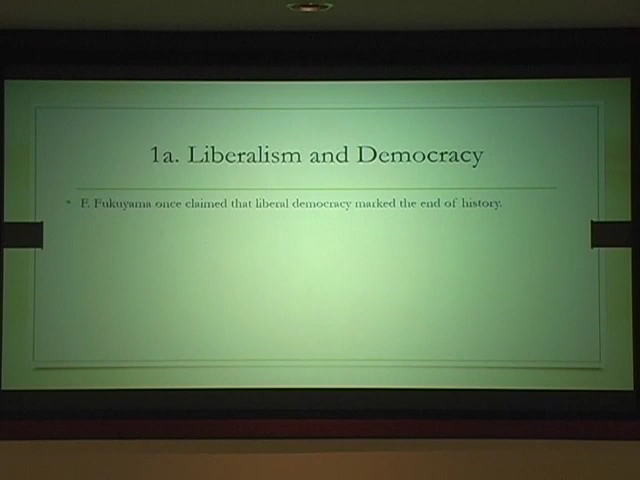 1a. Liberalism and Democracy
* F. Fukuyama once claimed that liberal democracy marked the end of history.